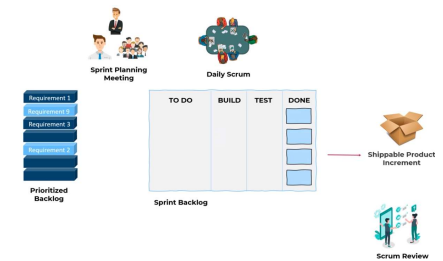 Sprint Planning
Meeting
Daily Scrum
Requirement 1
Requirement 9
Requirement 3
Requirement 2
Prioritized
Backlog
TO DO
BUILD
TEST
DONE
Sprint Backlog
Shippable Product
Increment
Scrum Review